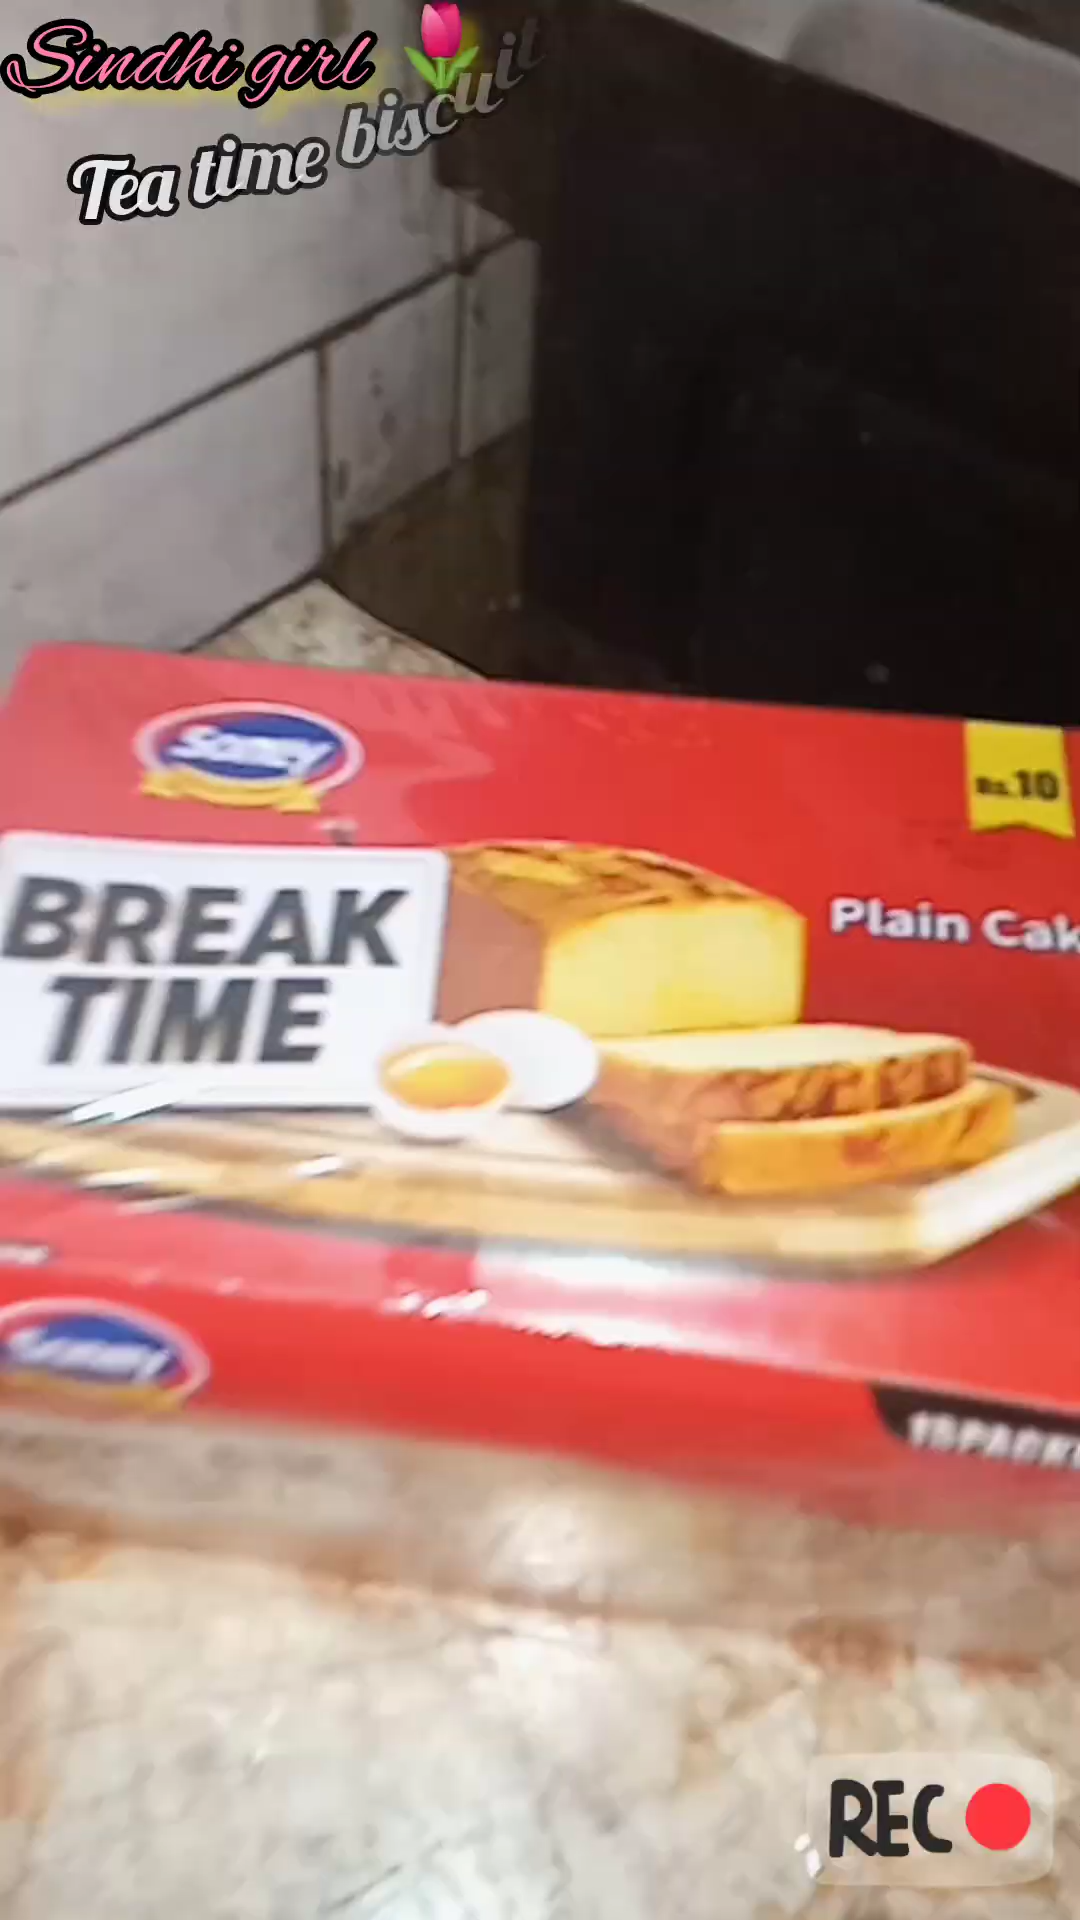 Sindhi girl 🌷
Tea time biscuit
Rs.10
BREAK
TIME
Plain Cak
REC